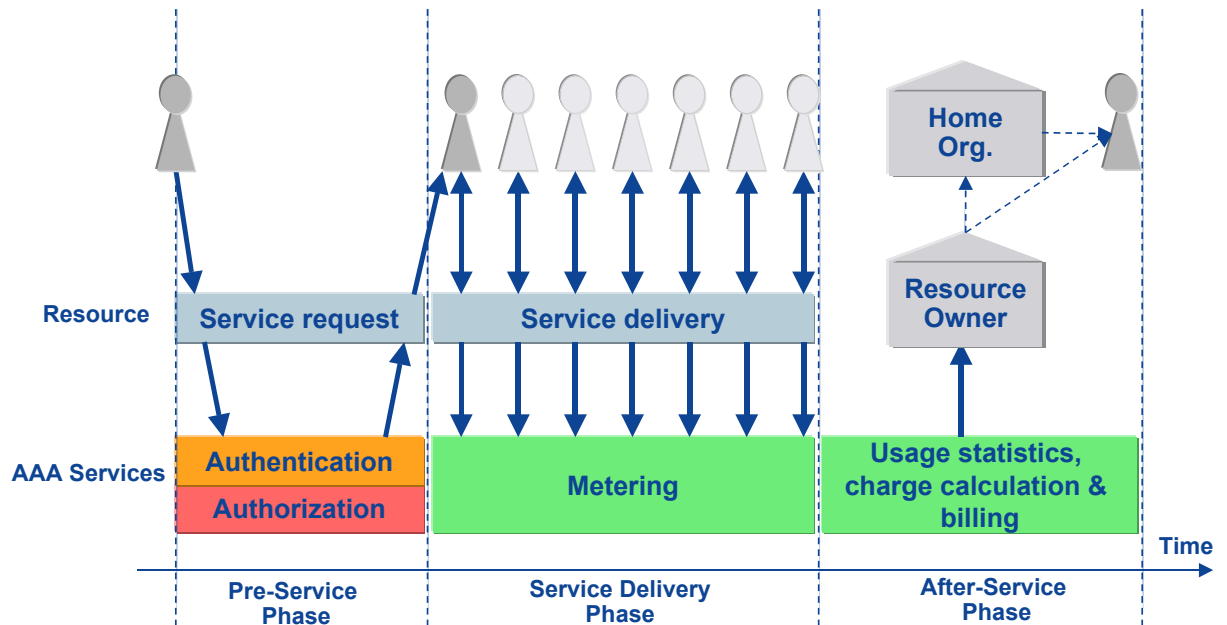 Home
Org.
Resource
Service request
Service delivery
Resource
Owner
AAA Services
Authentication
Authorization
Metering
Usage statistics,
charge calculation &
billing
Time
Pre-Service
Phase
Service Delivery
Phase
After-Service
Phase